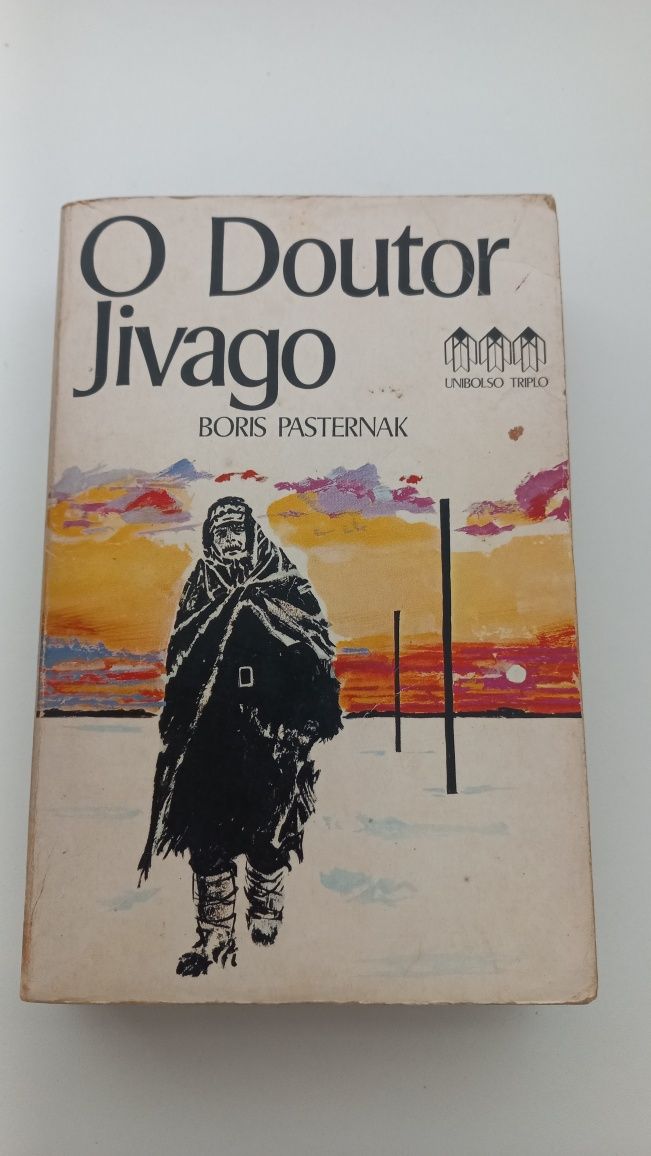 O Doutor
Jivago
UNIBOLSO TRIPLO
BORIS PASTERNAK